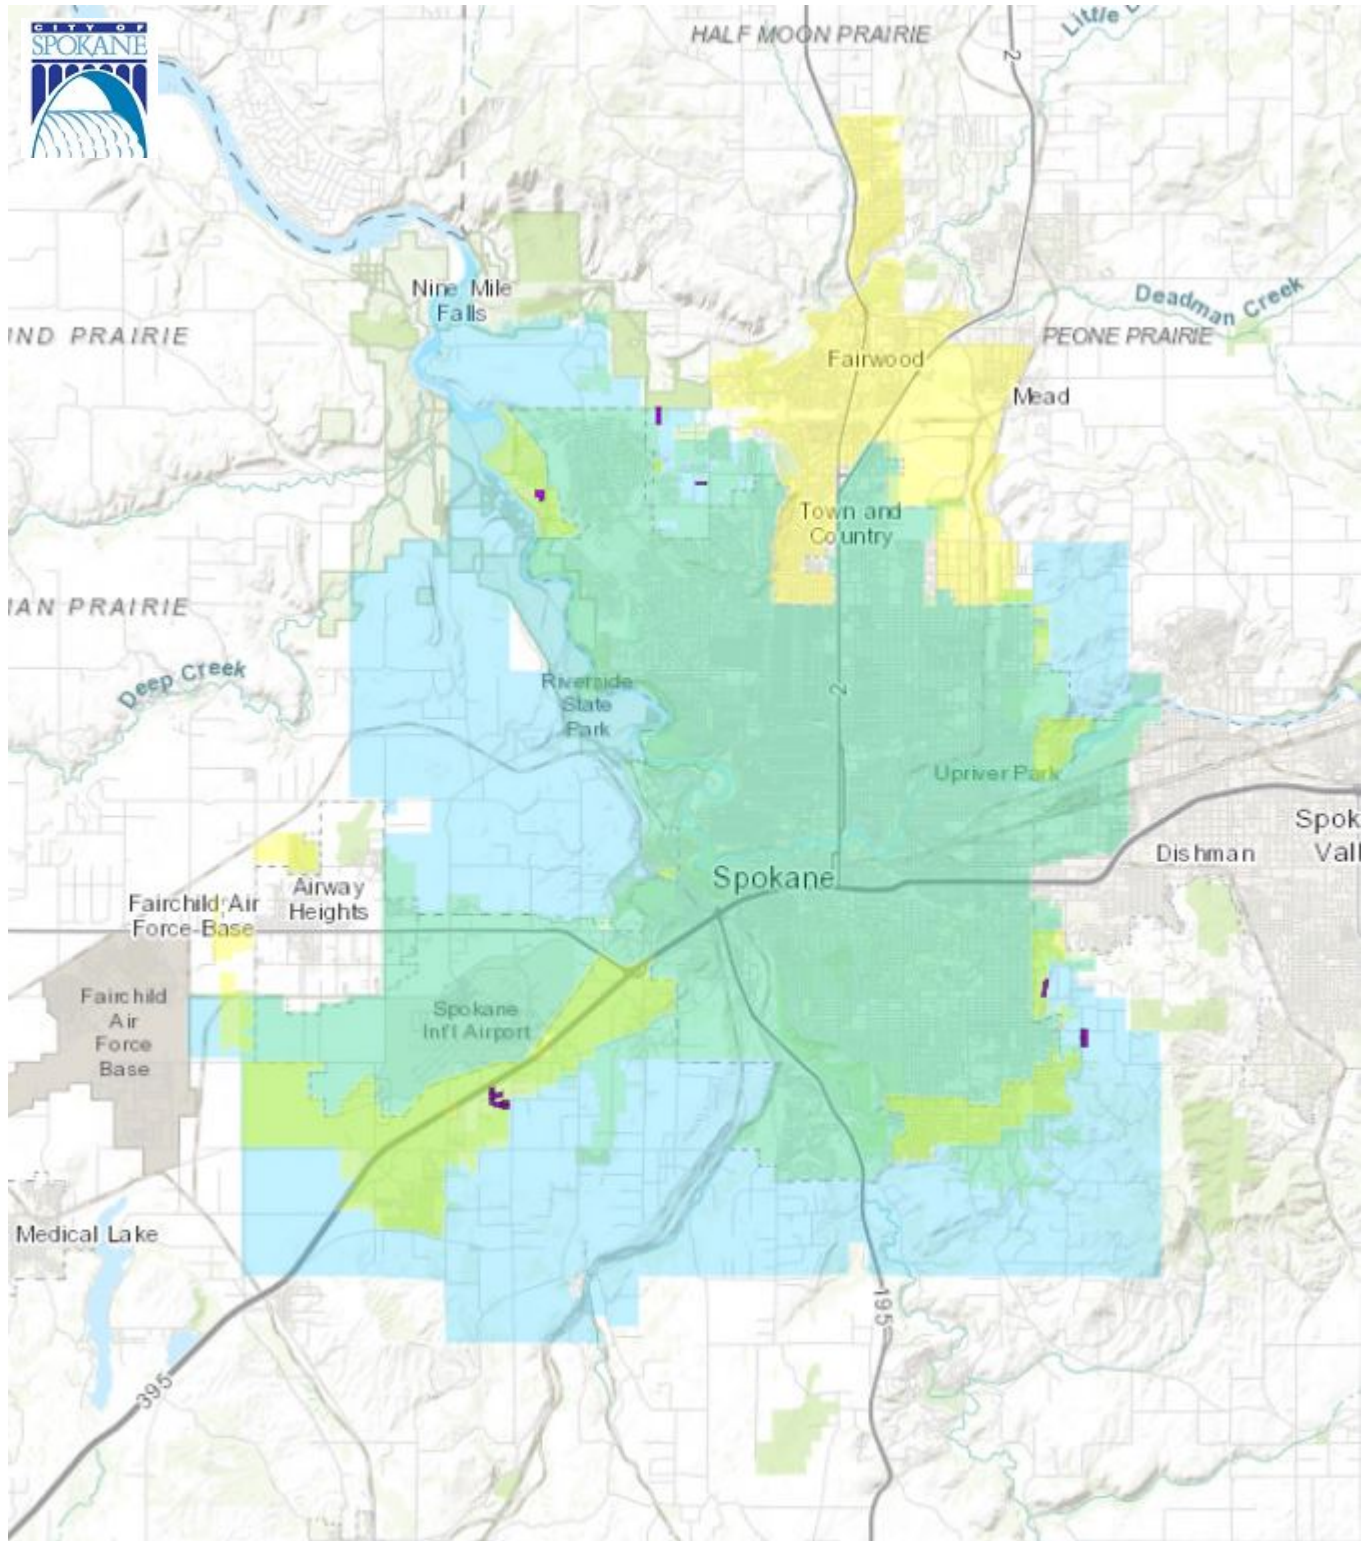 CITY OF
SPOKANE
HALF MOON PRAIRIE
Little
2
Nine Mile
Falls
Deadman Creek
IND PRAIRIE
PEONE PRAIRIE
Fairwood
Mead
Town and
Country
IAN PRAIRIE
Deep Creek
Riverside
State
Park
2
Upriver Park
Spok
Vall
Dishman
Spokane
Airway
Heights
Fairchild Air
Force Base
Fairchild
Air
Force
Base
Spokane
Int'l Airport
Medical Lake
195
395